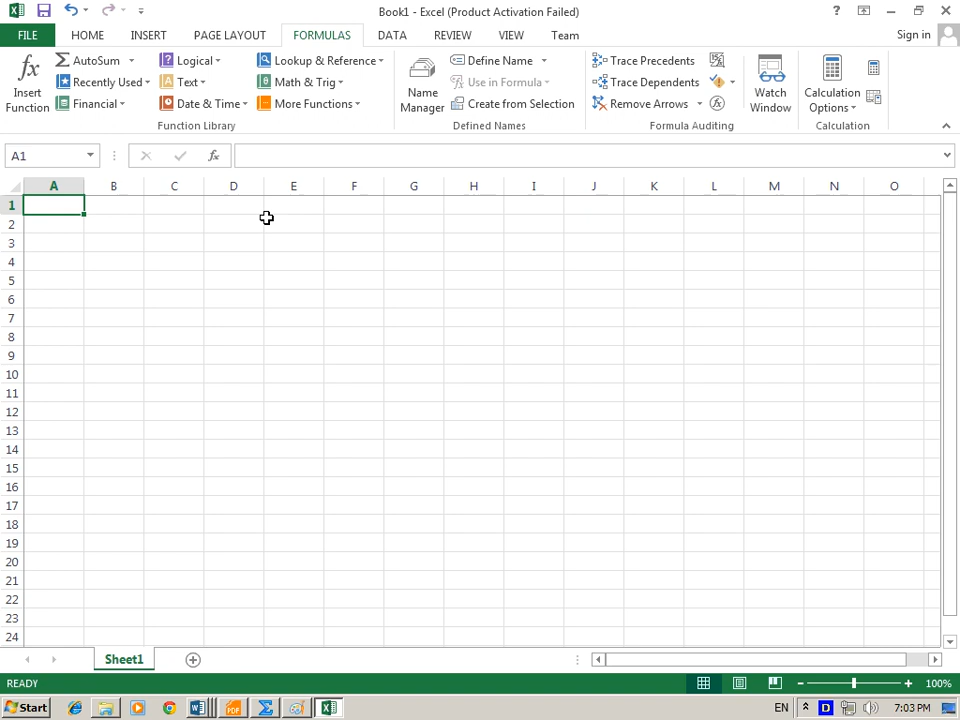 Book1 - Excel (Product Activation Failed)
FILE HOME INSERT PAGE LAYOUT FORMULAS DATA REVIEW VIEW Team Sign in
fx Insert Function
AutoSum
Recently Used
Financial
Logical
Text
Date & Time
Lookup & Reference
Math & Trig
More Functions
Function Library
Name Manager
Define Name
Use in Formula
Create from Selection
Defined Names
Trace Precedents
Trace Dependents
Remove Arrows
Formula Auditing
Watch Window
Calculation Options
Calculation
A1 fx
A B C D E F G H I J K L M N O
1
2
3
4
5
6
7
8
9
10
11
12
13
14
15
16
17
18
19
20
21
22
23
24
Sheet1
READY 100%
Start EN 7:03 PM